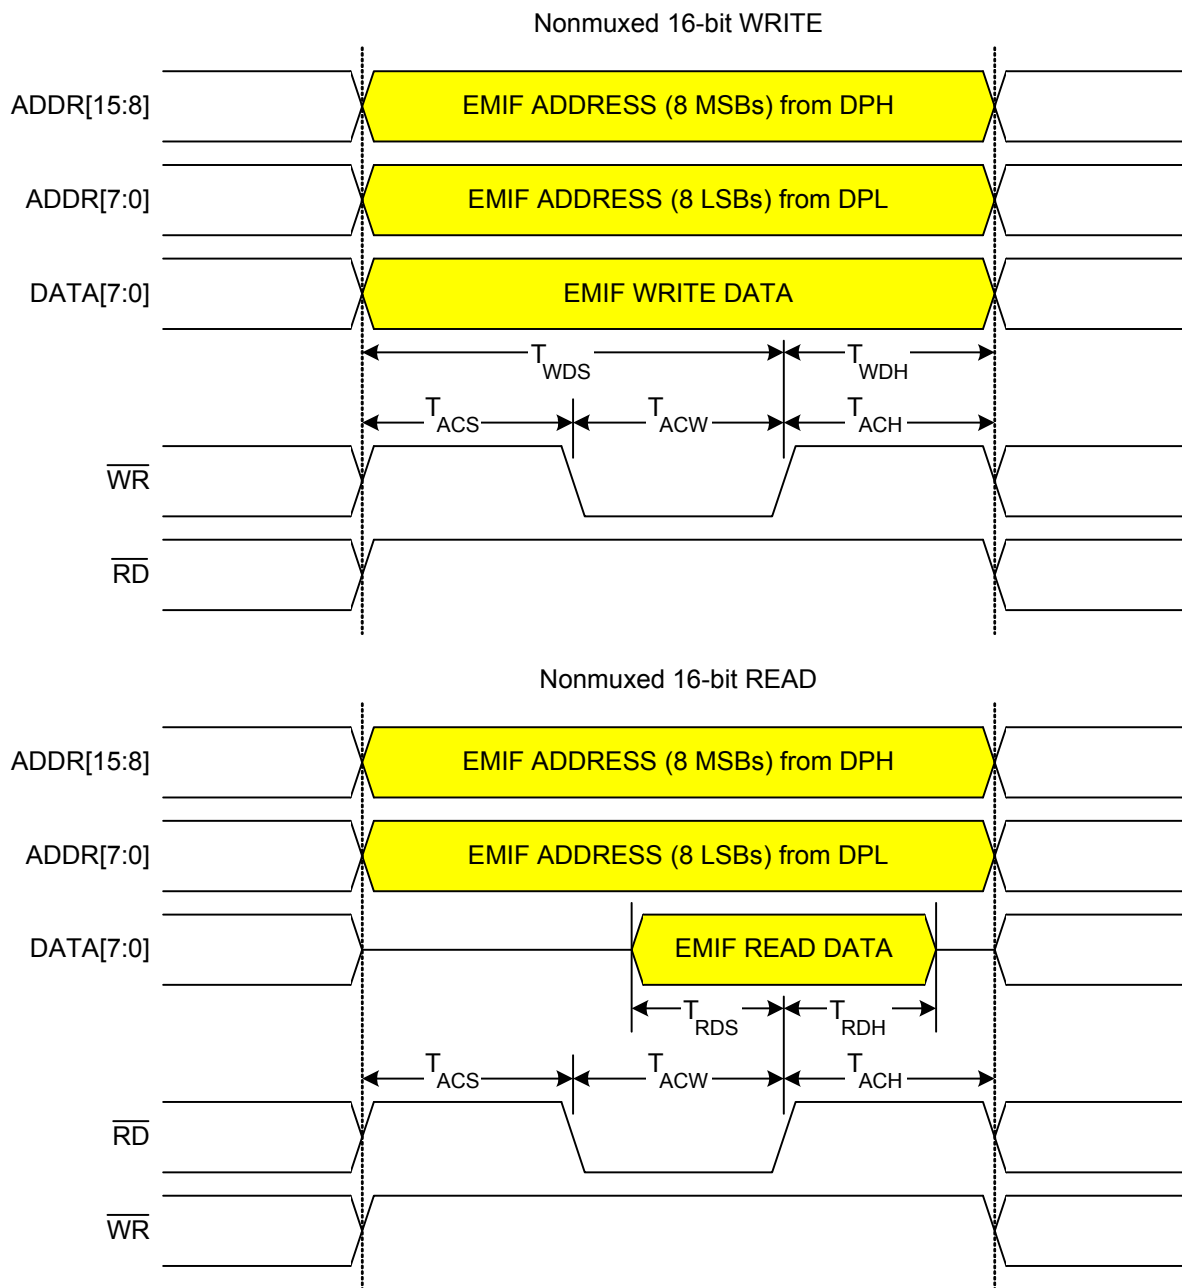 Nonmuxed 16-bit WRITE
ADDR[15:8] EMIF ADDRESS (8 MSBs) from DPH
ADDR[7:0] EMIF ADDRESS (8 LSBs) from DPL
DATA[7:0] EMIF WRITE DATA
TWDS TWDH
TACS TACW TACH
WR
RD
Nonmuxed 16-bit READ
ADDR[15:8] EMIF ADDRESS (8 MSBs) from DPH
ADDR[7:0] EMIF ADDRESS (8 LSBs) from DPL
DATA[7:0] EMIF READ DATA
TRDS TRDH
TACS TACW TACH
RD
WR